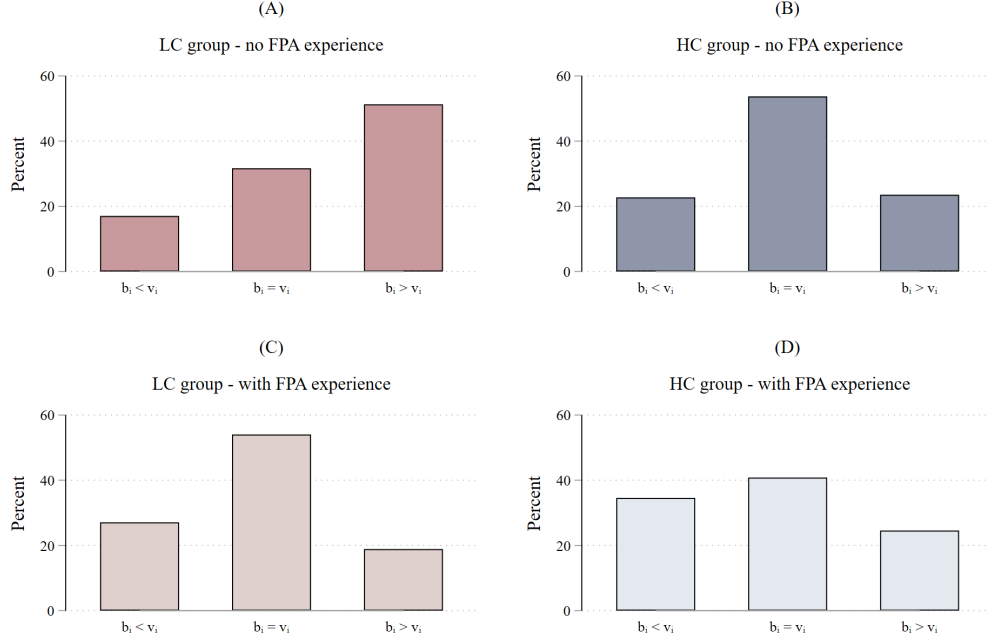 (A)
LC group - no FPA experience
Percent
60
40
20
0
bᵢ < vᵢ
bᵢ = vᵢ
bᵢ > vᵢ
(B)
HC group - no FPA experience
Percent
60
40
20
0
bᵢ < vᵢ
bᵢ = vᵢ
bᵢ > vᵢ
(C)
LC group - with FPA experience
Percent
60
40
20
0
bᵢ < vᵢ
bᵢ = vᵢ
bᵢ > vᵢ
(D)
HC group - with FPA experience
Percent
60
40
20
0
bᵢ < vᵢ
bᵢ = vᵢ
bᵢ > vᵢ